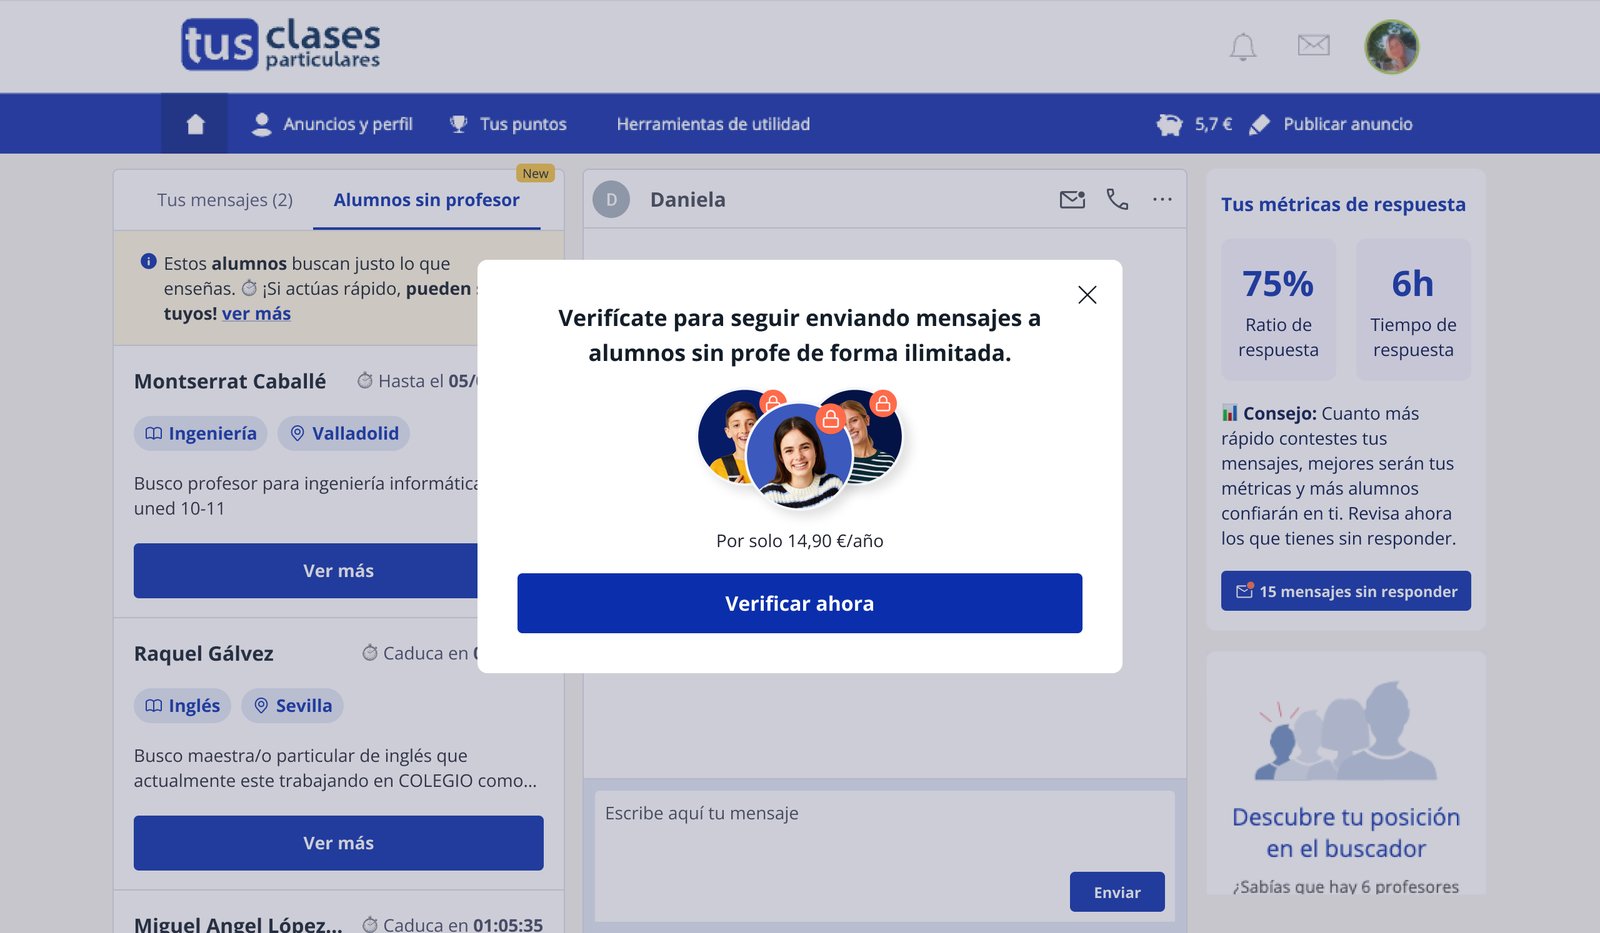 tus clases
particulares
Anuncios y perfil
Tus puntos
Herramientas de utilidad
5,7 €
Publicar anuncio
Tus mensajes (2)
Alumnos sin profesor
New
Estos alumnos buscan justo lo que
enseñas. ¡Si actúas rápido, pueden
tuyos! ver más
Montserrat Caballé
Hasta el 05/
Ingeniería
Valladolid
Busco profesor para ingeniería informática
uned 10-11
Ver más
Raquel Gálvez
Caduca en
Inglés
Sevilla
Busco maestra/o particular de inglés que
actualmente este trabajando en COLEGIO como...
Ver más
Miguel Angel López...
Caduca en 01:05:35
D
Daniela
Verifícate para seguir enviando mensajes a
alumnos sin profe de forma ilimitada.
Por solo 14,90 €/año
Verificar ahora
Escribe aquí tu mensaje
Enviar
Tus métricas de respuesta
75%
Ratio de
respuesta
6h
Tiempo de
respuesta
Consejo: Cuanto más
rápido contestes tus
mensajes, mejores serán tus
métricas y más alumnos
confiarán en ti. Revisa ahora
los que tienes sin responder.
15 mensajes sin responder
Descubre tu posición
en el buscador
¿Sabías que hay 6 profesores